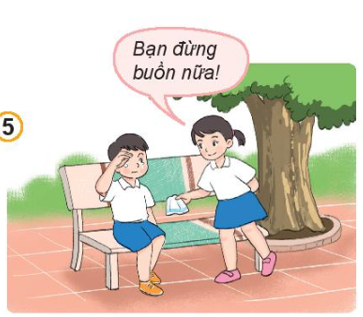 Bạn đừng
buồn nữa!
5